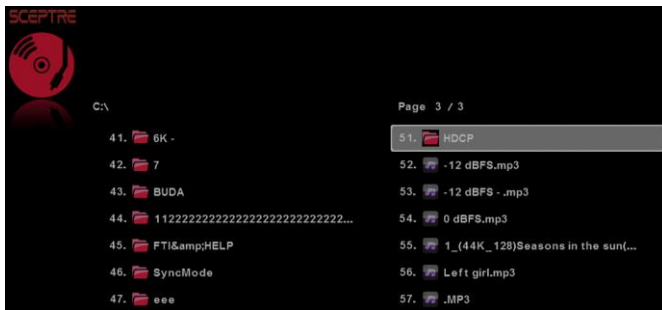 SCEPTRE
C:\
Page 3 / 3
41. 6K -
42. 7
43. BUDA
44. 1122222222222222222222222222...
45. FTI&amp;HELP
46. SyncMode
47. eee
51. HDCP
52. -12 dBFS.mp3
53. -12 dBFS - .mp3
54. 0 dBFS.mp3
55. 1_(44K_128)Seasons in the sun(...
56. Left girl.mp3
57. .MP3